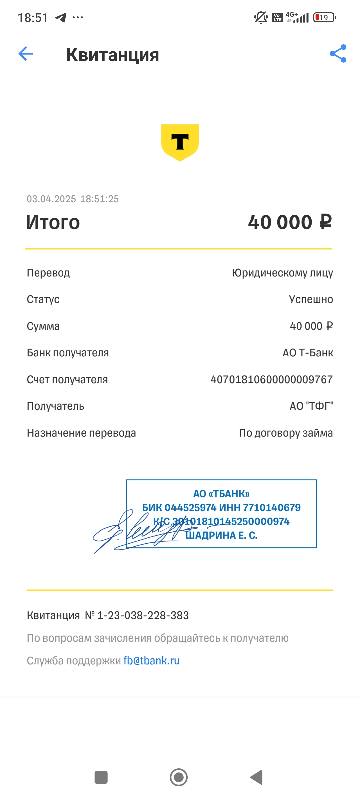 18:51
4G+
19
Квитанция
T
03.04.2025 18:51:25
Итого 40 000 ₽
Перевод Юридическому лицу
Статус Успешно
Сумма 40 000 ₽
Банк получателя АО Т-Банк
Счет получателя 40701810600000009767
Получатель АО "ТФГ"
Назначение перевода По договору займа
АО «ТБАНК»
БИК 044525974 ИНН 7710140679
К/С 30101810145250000974
ШАДРИНА Е. С.
Квитанция № 1-23-038-228-383
По вопросам зачисления обращайтесь к получателю
Служба поддержки fb@tbank.ru